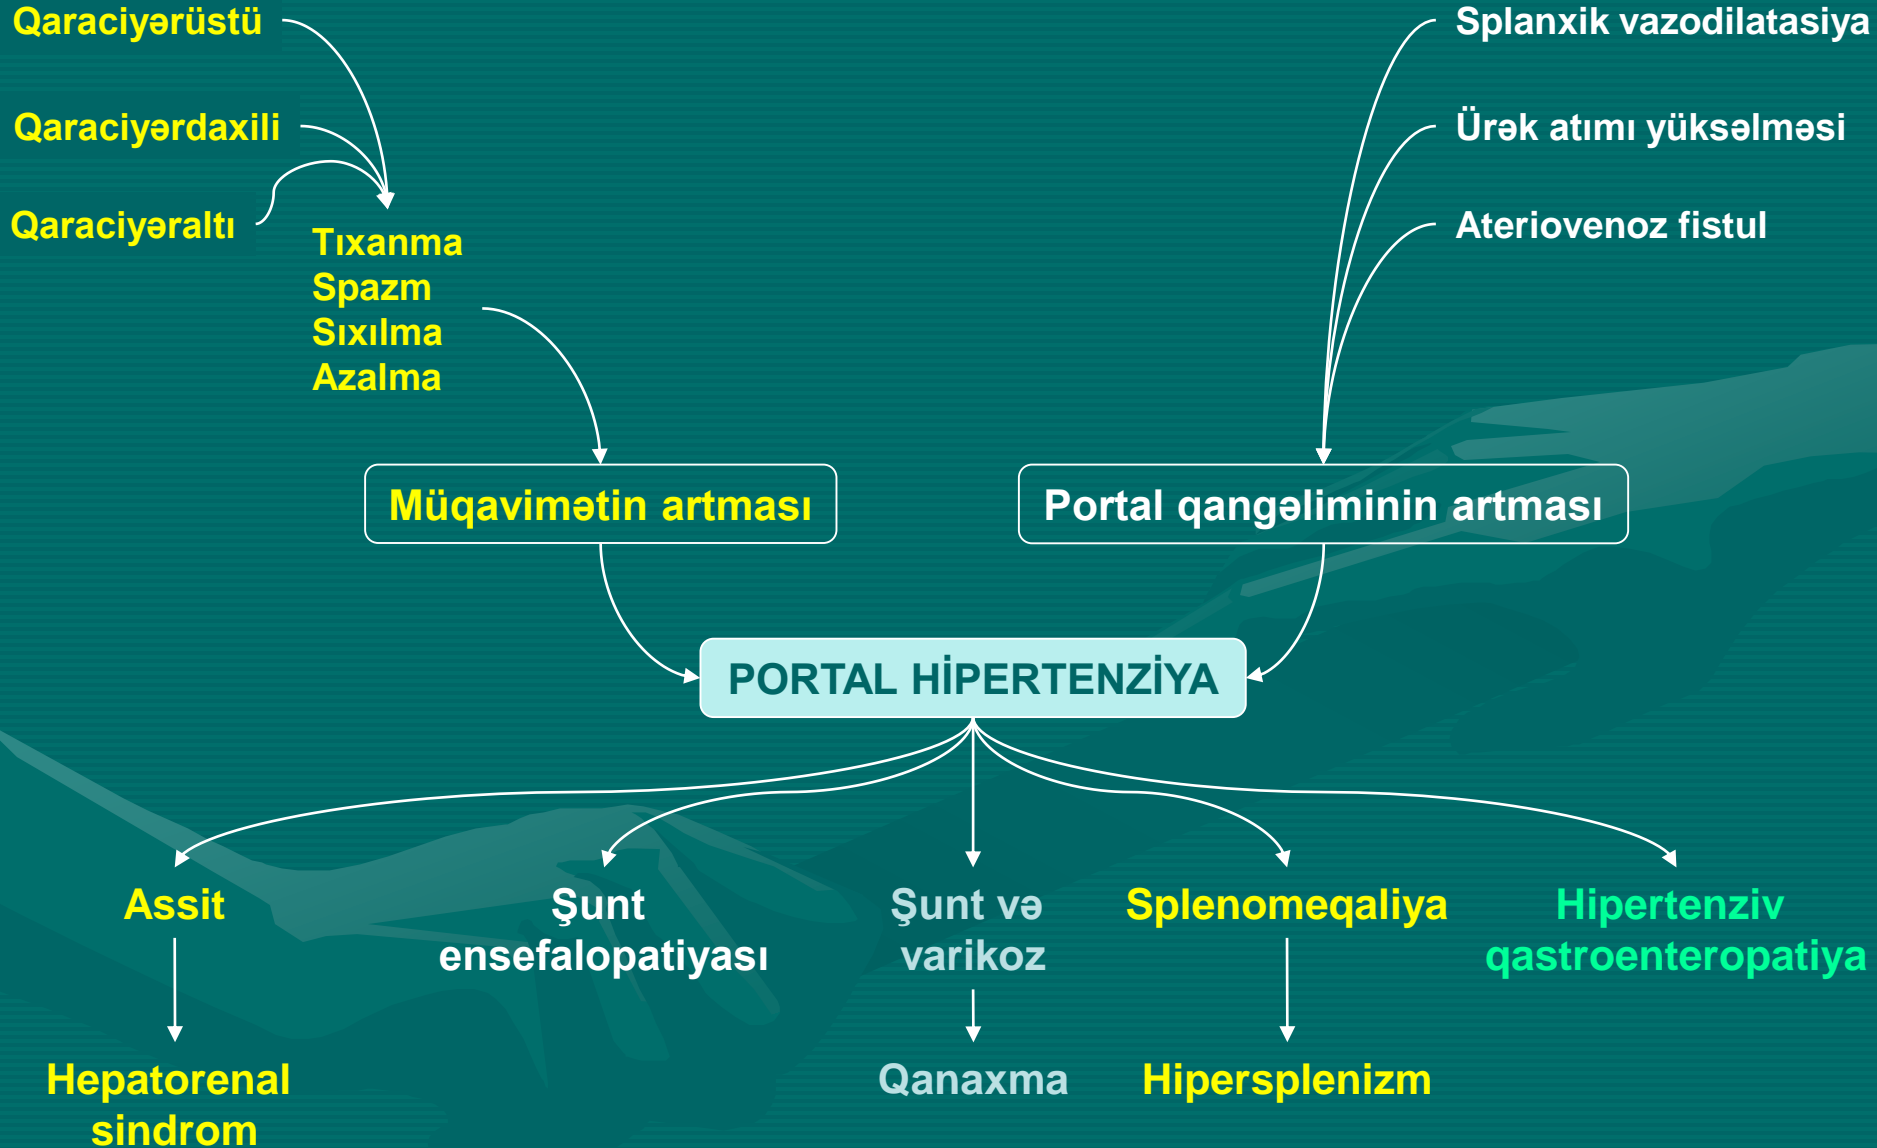 Qaraciyərüstü
Qaraciyərdaxili
Qaraciyəraltı
Tıxanma
Spazm
Sıxılma
Azalma
Splanxik vazodilatasiya
Ürək atımı yüksəlməsi
Ateriovenoz fistul
Müqavimətin artması
Portal qangəliminin artması
PORTAL HİPERTENZİYA
Assit
Şunt
ensefalopatiyası
Şunt və
varikoz
Splenomeqaliya
Hipertenziv
qastroenteropatiya
Hepatorenal
sindrom
Qanaxma
Hipersplenizm